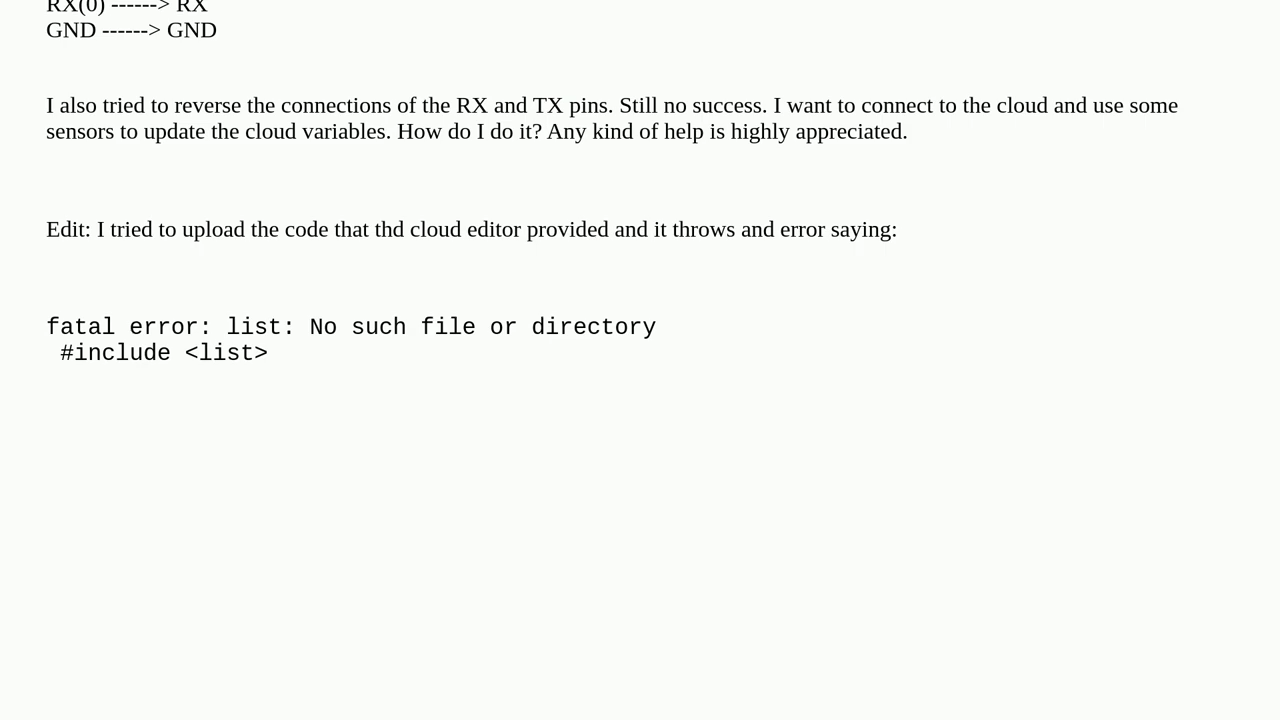 RX(0) ------> RX
GND ------> GND
I also tried to reverse the connections of the RX and TX pins. Still no success. I want to connect to the cloud and use some
sensors to update the cloud variables. How do I do it? Any kind of help is highly appreciated.
Edit: I tried to upload the code that thd cloud editor provided and it throws and error saying:
fatal error: list: No such file or directory
 #include <list>